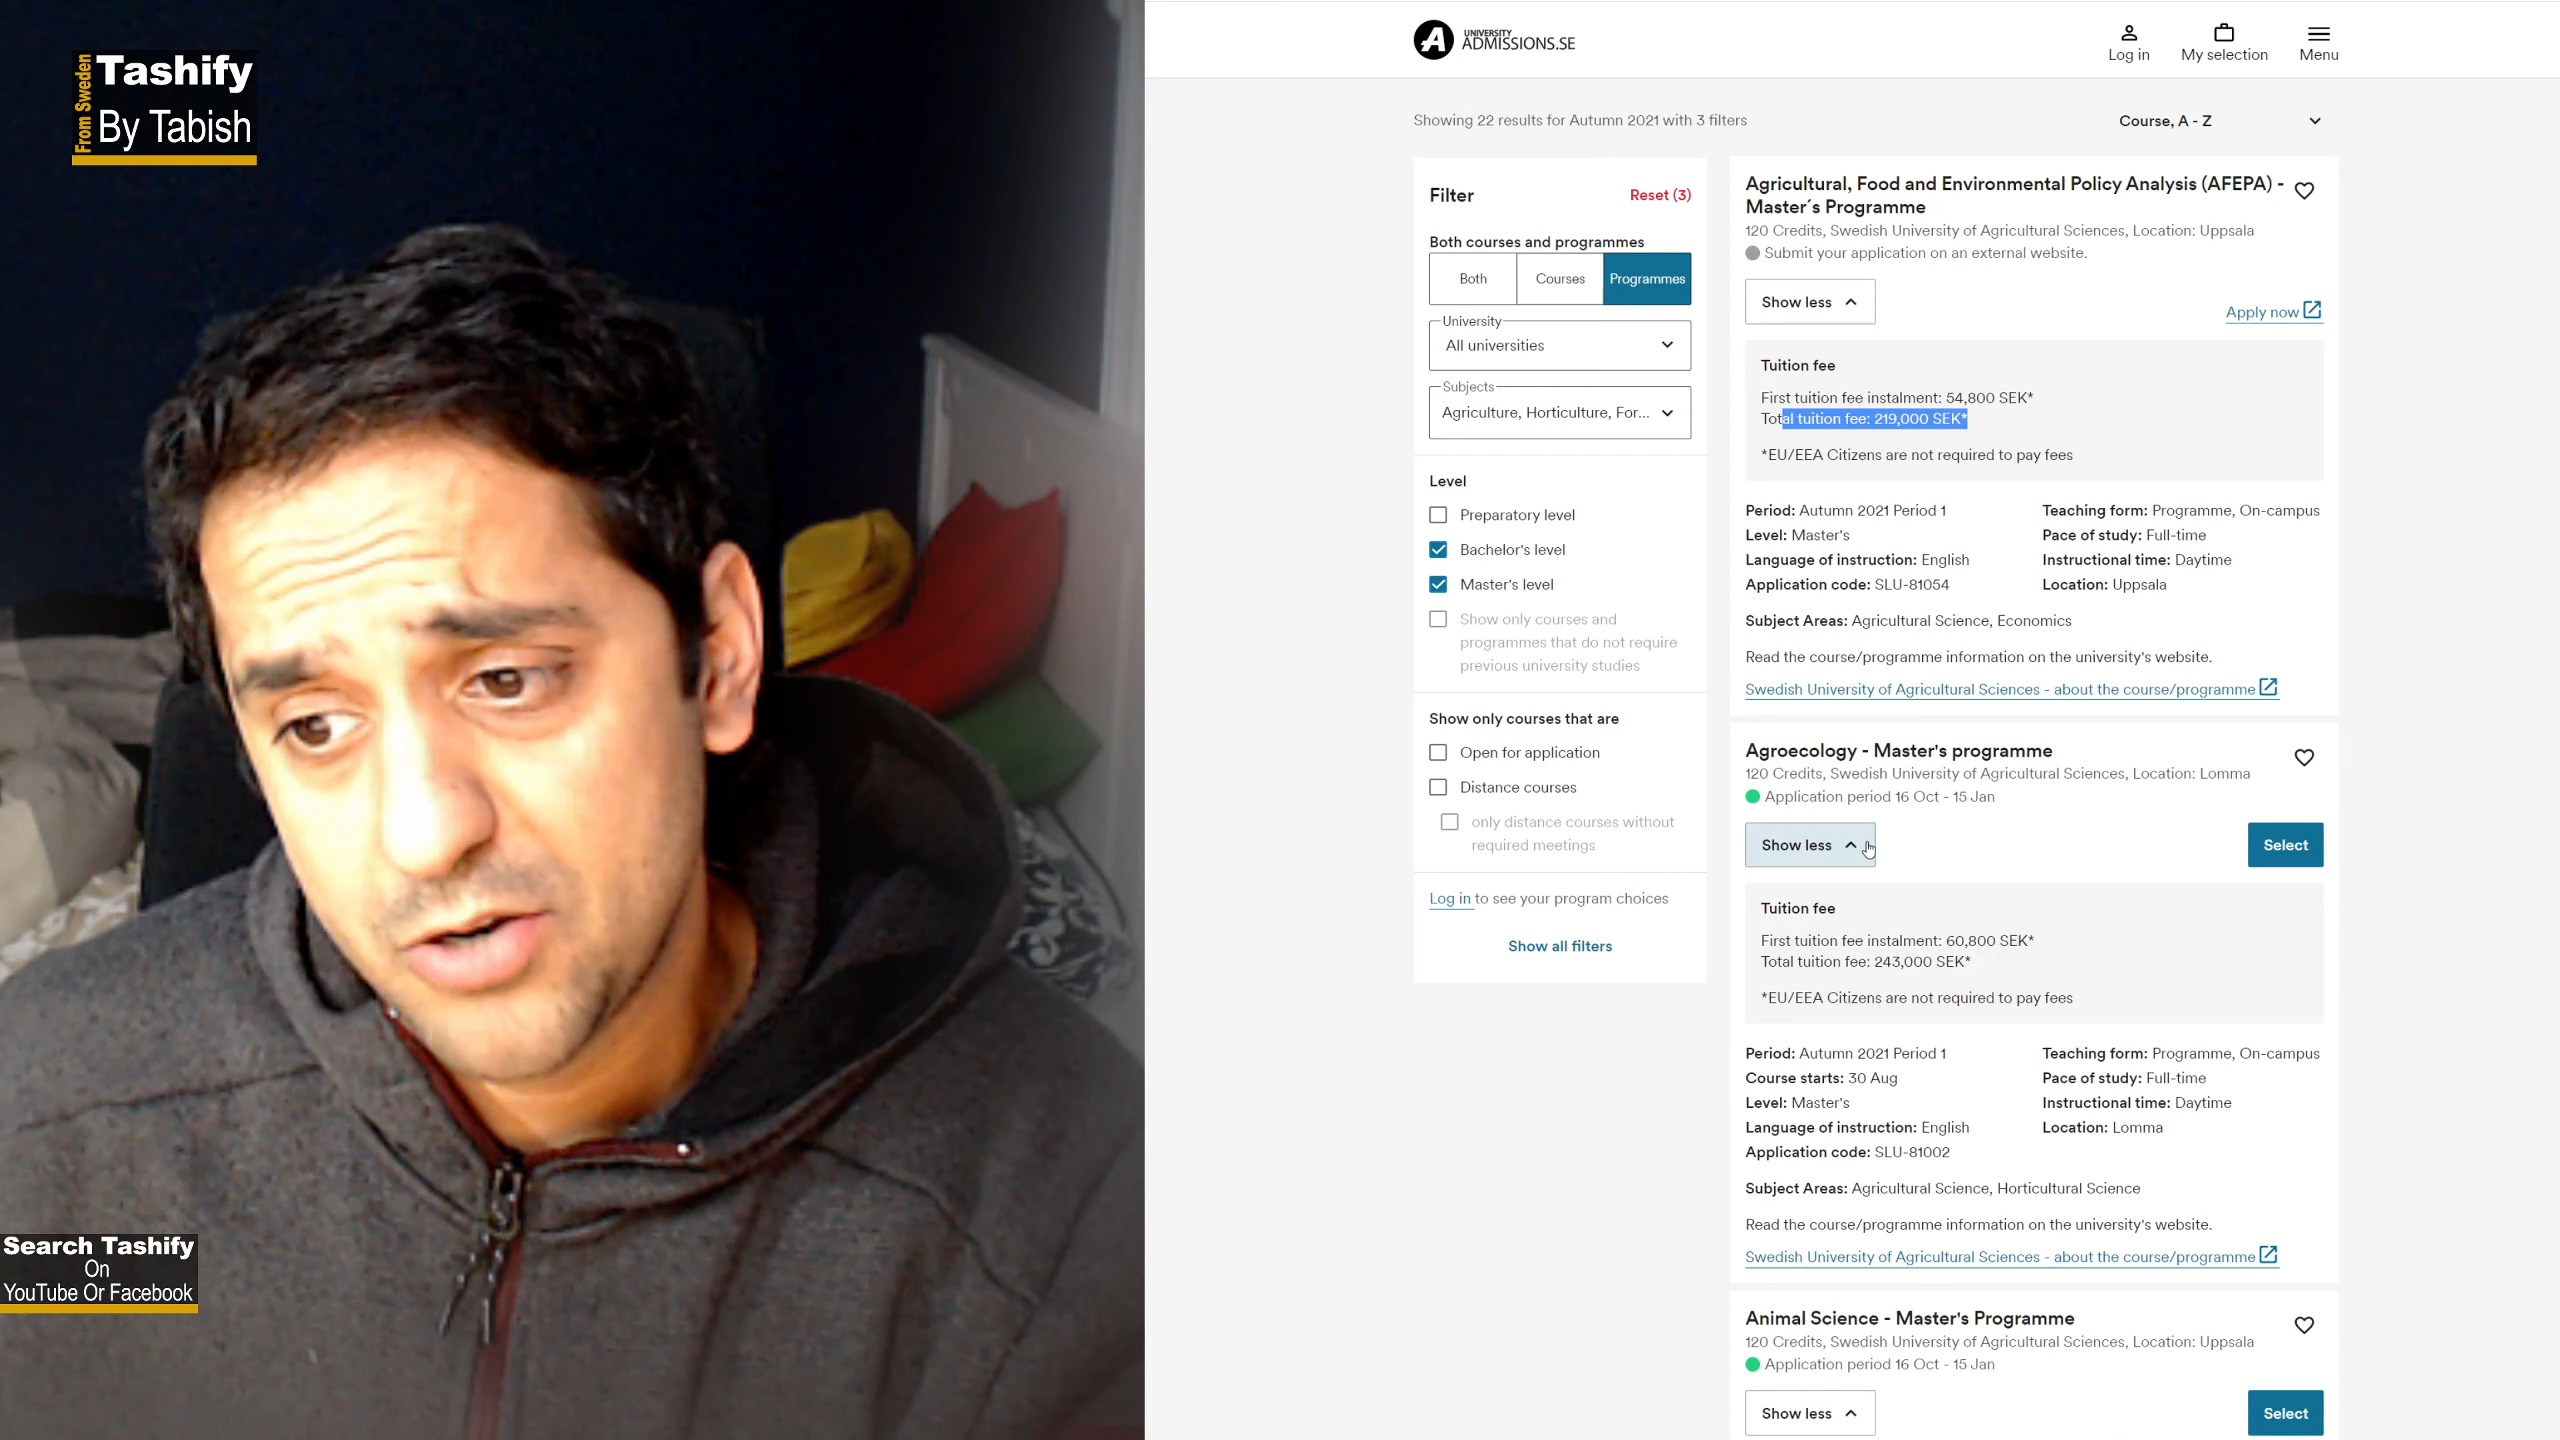 From Sweden
Tashify
By Tabish
Search Tashify
On
YouTube Or Facebook
A UNIVERSITY
ADMISSIONS.SE
Log in
My selection
Menu
Showing 22 results for Autumn 2021 with 3 filters
Course, A - Z
Filter
Reset (3)
Both courses and programmes
Both
Courses
Programmes
University
All universities
Subjects
Agriculture, Horticulture, For...
Level
Preparatory level
Bachelor's level
Master's level
Show only courses and
programmes that do not require
previous university studies
Show only courses that are
Open for application
Distance courses
only distance courses without
required meetings
Log in to see your program choices
Show all filters
Agricultural, Food and Environmental Policy Analysis (AFEPA) -
Master´s Programme
120 Credits, Swedish University of Agricultural Sciences, Location: Uppsala
Submit your application on an external website.
Show less
Apply now
Tuition fee
First tuition fee instalment: 54,800 SEK*
Total tuition fee: 219,000 SEK*
*EU/EEA Citizens are not required to pay fees
Period: Autumn 2021 Period 1
Level: Master's
Language of instruction: English
Application code: SLU-81054
Teaching form: Programme, On-campus
Pace of study: Full-time
Instructional time: Daytime
Location: Uppsala
Subject Areas: Agricultural Science, Economics
Read the course/programme information on the university's website.
Swedish University of Agricultural Sciences - about the course/programme
Agroecology - Master's programme
120 Credits, Swedish University of Agricultural Sciences, Location: Lomma
Application period 16 Oct - 15 Jan
Show less
Select
Tuition fee
First tuition fee instalment: 60,800 SEK*
Total tuition fee: 243,000 SEK*
*EU/EEA Citizens are not required to pay fees
Period: Autumn 2021 Period 1
Course starts: 30 Aug
Level: Master's
Language of instruction: English
Application code: SLU-81002
Teaching form: Programme, On-campus
Pace of study: Full-time
Instructional time: Daytime
Location: Lomma
Subject Areas: Agricultural Science, Horticultural Science
Read the course/programme information on the university's website.
Swedish University of Agricultural Sciences - about the course/programme
Animal Science - Master's Programme
120 Credits, Swedish University of Agricultural Sciences, Location: Uppsala
Application period 16 Oct - 15 Jan
Show less
Select